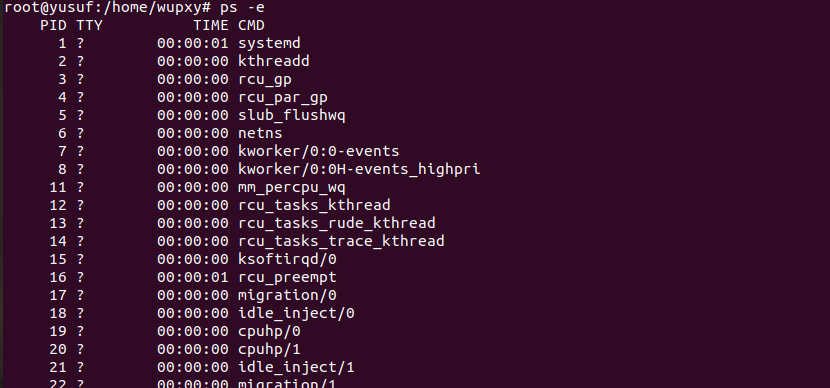 root@yusuf:/home/wupxy# ps -e
    PID TTY          TIME CMD
      1 ?        00:00:01 systemd
      2 ?        00:00:00 kthreadd
      3 ?        00:00:00 rcu_gp
      4 ?        00:00:00 rcu_par_gp
      5 ?        00:00:00 slub_flushwq
      6 ?        00:00:00 netns
      7 ?        00:00:00 kworker/0:0-events
      8 ?        00:00:00 kworker/0:0H-events_highpri
     11 ?        00:00:00 mm_percpu_wq
     12 ?        00:00:00 rcu_tasks_kthread
     13 ?        00:00:00 rcu_tasks_rude_kthread
     14 ?        00:00:00 rcu_tasks_trace_kthread
     15 ?        00:00:00 ksoftirqd/0
     16 ?        00:00:01 rcu_preempt
     17 ?        00:00:00 migration/0
     18 ?        00:00:00 idle_inject/0
     19 ?        00:00:00 cpuhp/0
     20 ?        00:00:00 cpuhp/1
     21 ?        00:00:00 idle_inject/1
     22 ?        00:00:00 migration/1